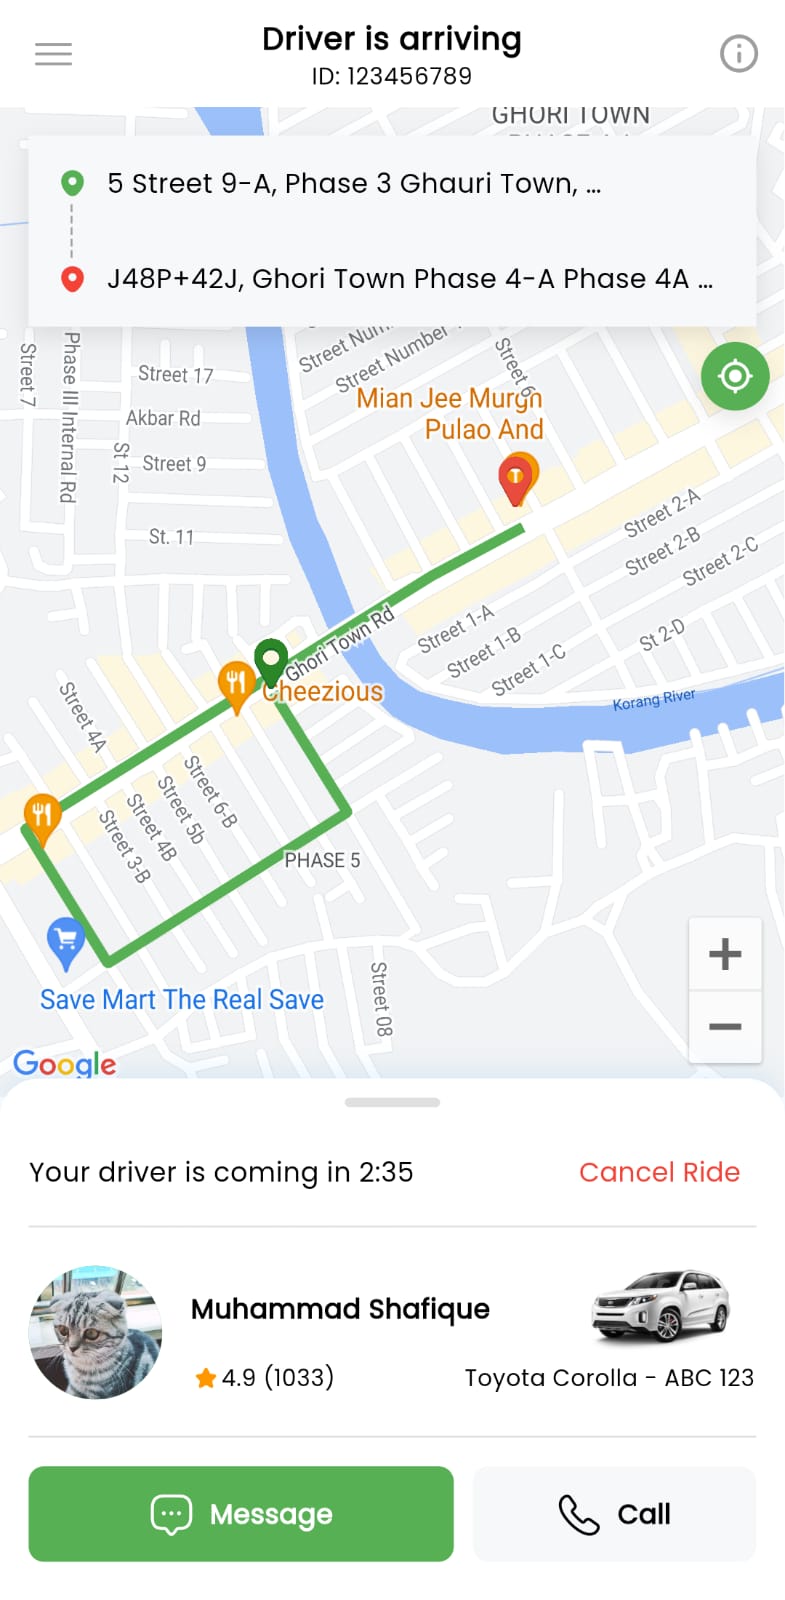 Driver is arriving
ID: 123456789
GHORI TOWN
5 Street 9-A, Phase 3 Ghauri Town, ...
J48P+42J, Ghori Town Phase 4-A Phase 4A ...
Street 7
Phase III Internal Rd
Street 17
Akbar Rd
St 12
Street 9
St. 11
Street Num
Street Number
Street 6
Mian Jee Murgh
Pulao And
Street 2-A
Street 2-B
Street 2-C
Street 1-A
Street 1-B
Street 1-C
St 2-D
Ghori Town Rd
Cheezious
Korang River
Street 4A
Street 6-B
Street 5b
Street 4B
Street 3-B
PHASE 5
Save Mart The Real Save
Street 08
Google
Your driver is coming in 2:35
Cancel Ride
Muhammad Shafique
4.9 (1033)
Toyota Corolla - ABC 123
Message
Call